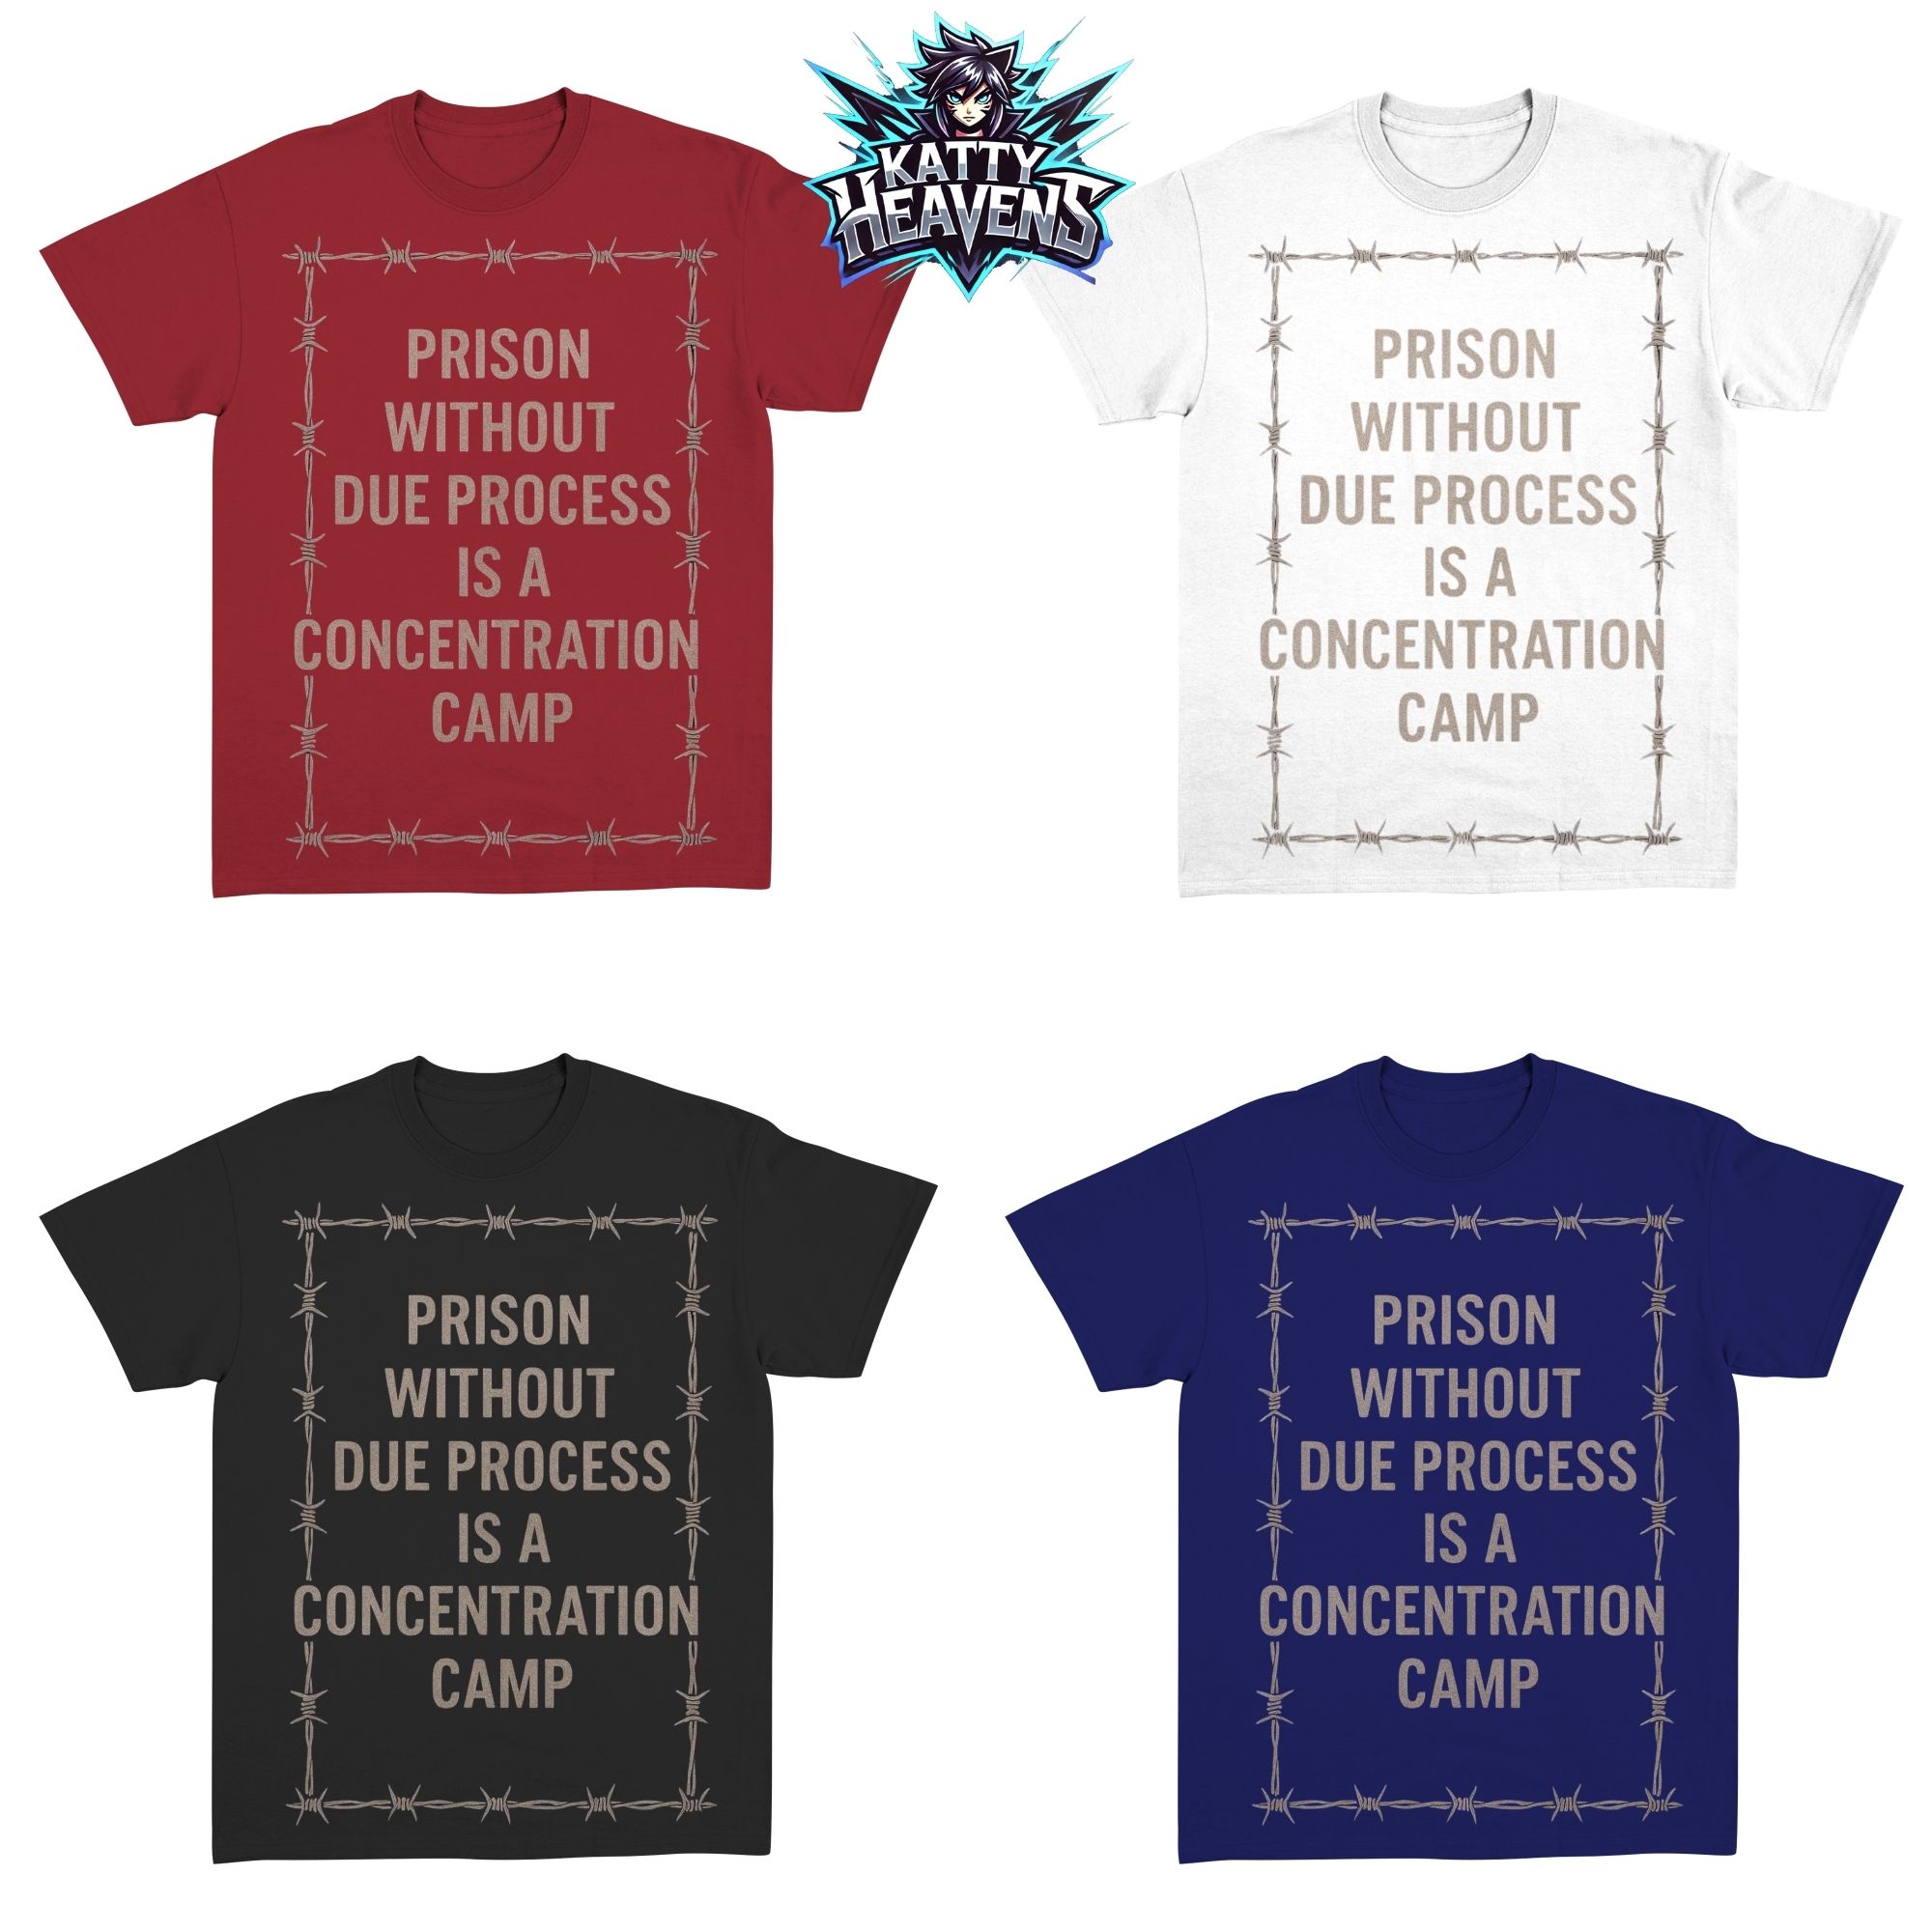 KATTY
HEAVENS
PRISON
WITHOUT
DUE PROCESS
IS A
CONCENTRATION
CAMP
PRISON
WITHOUT
DUE PROCESS
IS A
CONCENTRATION
CAMP
PRISON
WITHOUT
DUE PROCESS
IS A
CONCENTRATION
CAMP
PRISON
WITHOUT
DUE PROCESS
IS A
CONCENTRATION
CAMP